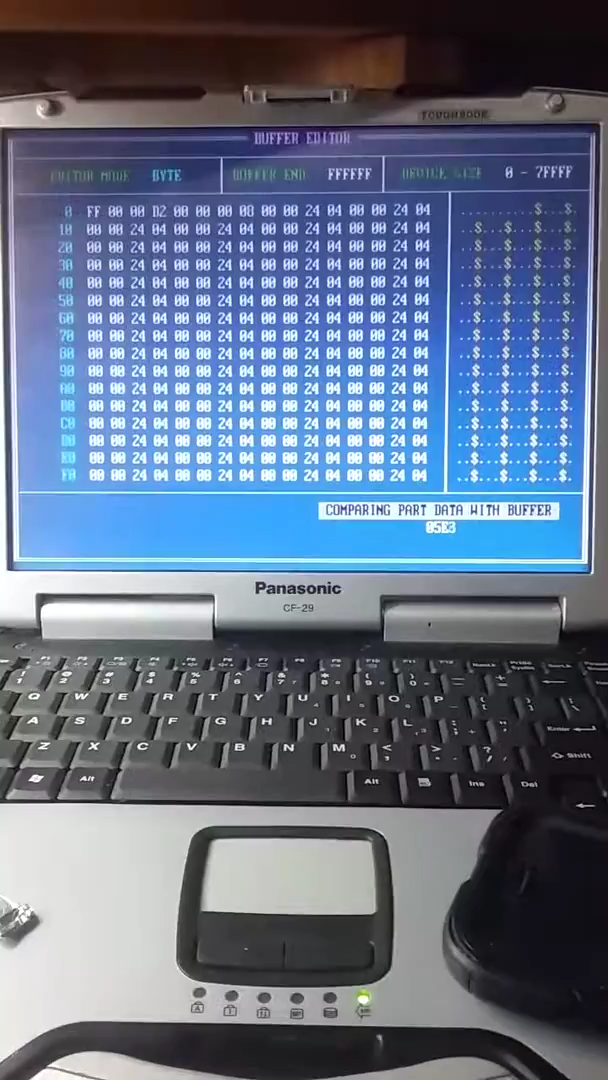 TOUGHBOOK
BUFFER EDITOR
EDITOR MODE BYTE BUFFER END FFFFFF DEVICE SIZE 0 - 7FFFF
0 FF 00 00 D2 00 00 00 08 00 00 24 04 00 00 24 04 ..........$...$.
10 00 00 24 04 00 00 24 04 00 00 24 04 00 00 24 04 ..$...$...$...$.
20 00 00 24 04 00 00 24 04 00 00 24 04 00 00 24 04 ..$...$...$...$.
30 00 00 24 04 00 00 24 04 00 00 24 04 00 00 24 04 ..$...$...$...$.
40 00 00 24 04 00 00 24 04 00 00 24 04 00 00 24 04 ..$...$...$...$.
50 00 00 24 04 00 00 24 04 00 00 24 04 00 00 24 04 ..$...$...$...$.
60 00 00 24 04 00 00 24 04 00 00 24 04 00 00 24 04 ..$...$...$...$.
70 00 00 24 04 00 00 24 04 00 00 24 04 00 00 24 04 ..$...$...$...$.
80 00 00 24 04 00 00 24 04 00 00 24 04 00 00 24 04 ..$...$...$...$.
90 00 00 24 04 00 00 24 04 00 00 24 04 00 00 24 04 ..$...$...$...$.
A0 00 00 24 04 00 00 24 04 00 00 24 04 00 00 24 04 ..$...$...$...$.
B0 00 00 24 04 00 00 24 04 00 00 24 04 00 00 24 04 ..$...$...$...$.
C0 00 00 24 04 00 00 24 04 00 00 24 04 00 00 24 04 ..$...$...$...$.
D0 00 00 24 04 00 00 24 04 00 00 24 04 00 00 24 04 ..$...$...$...$.
E0 00 00 24 04 00 00 24 04 00 00 24 04 00 00 24 04 ..$...$...$...$.
F0 00 00 24 04 00 00 24 04 00 00 24 04 00 00 24 04 ..$...$...$...$.
COMPARING PART DATA WITH BUFFER
Panasonic
CF-29
Q W E R T Y U I O P
A S D F G H J K L Enter
Z X C V B N M Shift
Alt Alt Ins Del